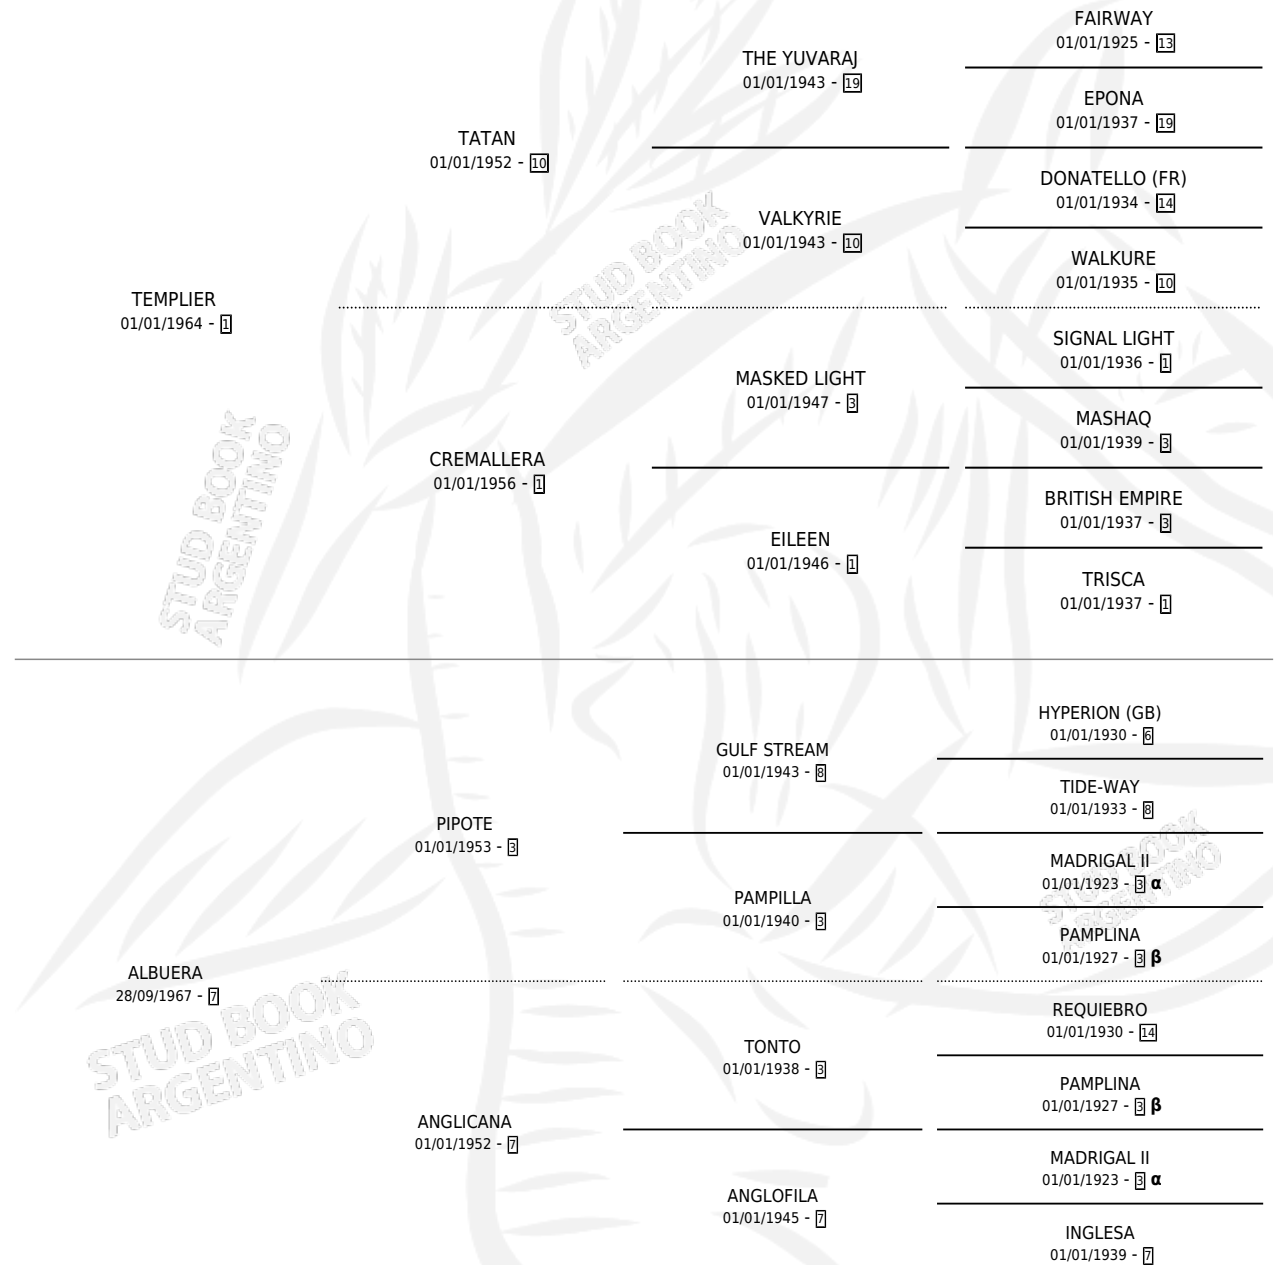 FAIRWAY
01/01/1925 - 13
THE YUVARAJ
01/01/1943 - 19
EPONA
01/01/1937 - 19
TATAN
01/01/1952 - 10
DONATELLO (FR)
01/01/1934 - 14
VALKYRIE
01/01/1943 - 10
WALKURE
01/01/1935 - 10
TEMPLIER
01/01/1964 - 1
SIGNAL LIGHT
01/01/1936 - 1
MASKED LIGHT
01/01/1947 - 3
MASHAQ
01/01/1939 - 3
CREMALLERA
01/01/1956 - 1
BRITISH EMPIRE
01/01/1937 - 3
EILEEN
01/01/1946 - 1
TRISCA
01/01/1937 - 1
HYPERION (GB)
01/01/1930 - 6
GULF STREAM
01/01/1943 - 8
TIDE-WAY
01/01/1933 - 8
PIPOTE
01/01/1953 - 3
MADRIGAL II
01/01/1923 - 3 α
PAMPILLA
01/01/1940 - 3
PAMPLINA
01/01/1927 - 3 β
ALBUERA
28/09/1967 - 7
REQUIEBRO
01/01/1930 - 14
TONTO
01/01/1938 - 3
PAMPLINA
01/01/1927 - 3 β
ANGLICANA
01/01/1952 - 7
MADRIGAL II
01/01/1923 - 3 α
ANGLOFILA
01/01/1945 - 7
INGLESA
01/01/1939 - 7
STUD BOOK
ARGENTINO
STUD BOOK
ARGENTINO
STUD BOOK
ARGENTINO
STUD BOOK
ARGENTINO